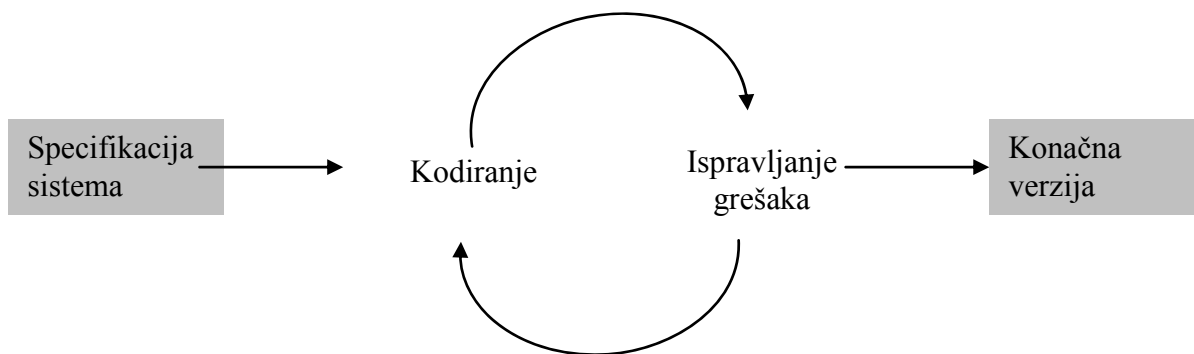 Specifikacija
sistema
Kodiranje
Ispravljanje
grešaka
Konačna
verzija